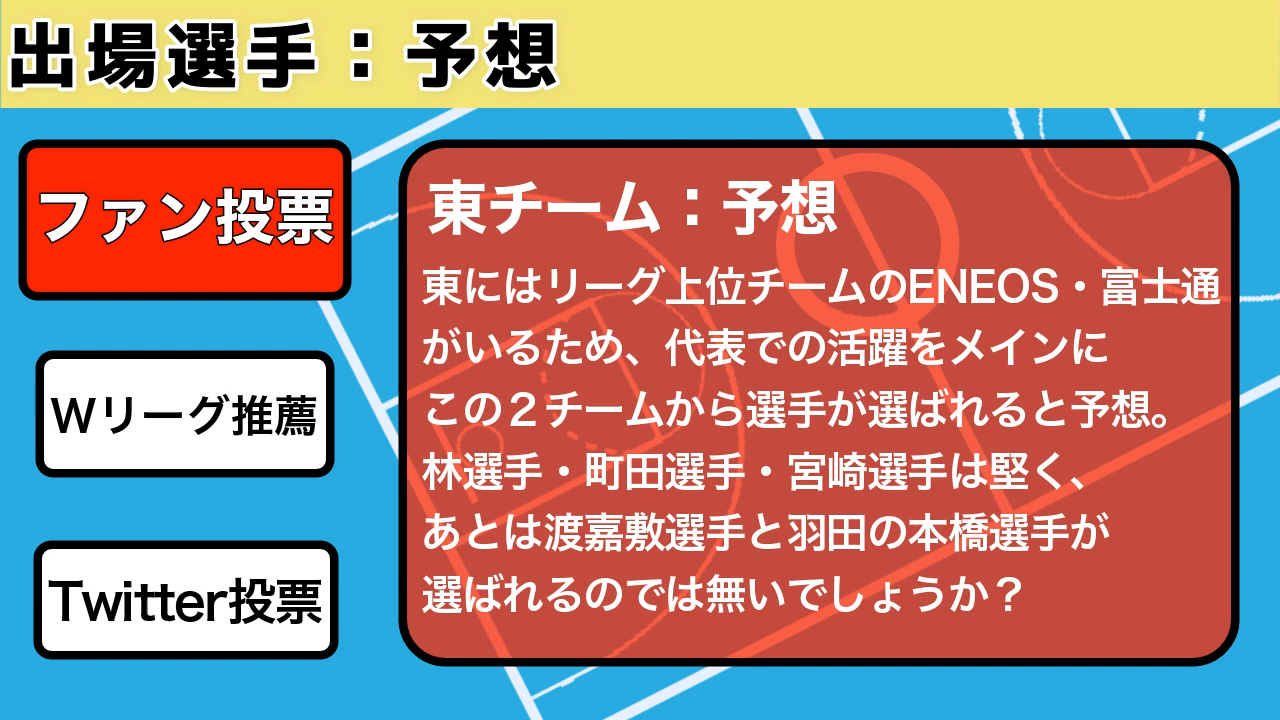 出場選手：予想
ファン投票
Wリーグ推薦
Twitter投票
東チーム：予想
東にはリーグ上位チームのENEOS・富士通
がいるため、代表での活躍をメインに
この２チームから選手が選ばれると予想。
林選手・町田選手・宮崎選手は堅く、
あとは渡嘉敷選手と羽田の本橋選手が
選ばれるのでは無いでしょうか？